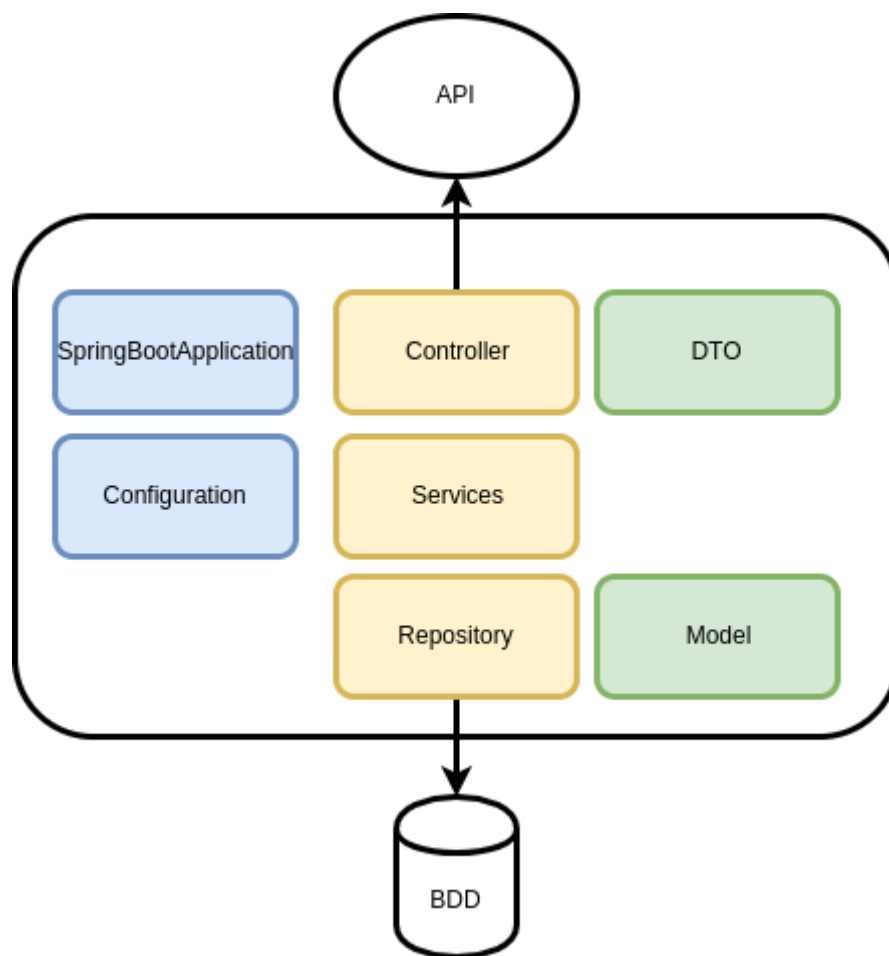 API
SpringBootApplication
Controller
DTO
Configuration
Services
Repository
Model
BDD